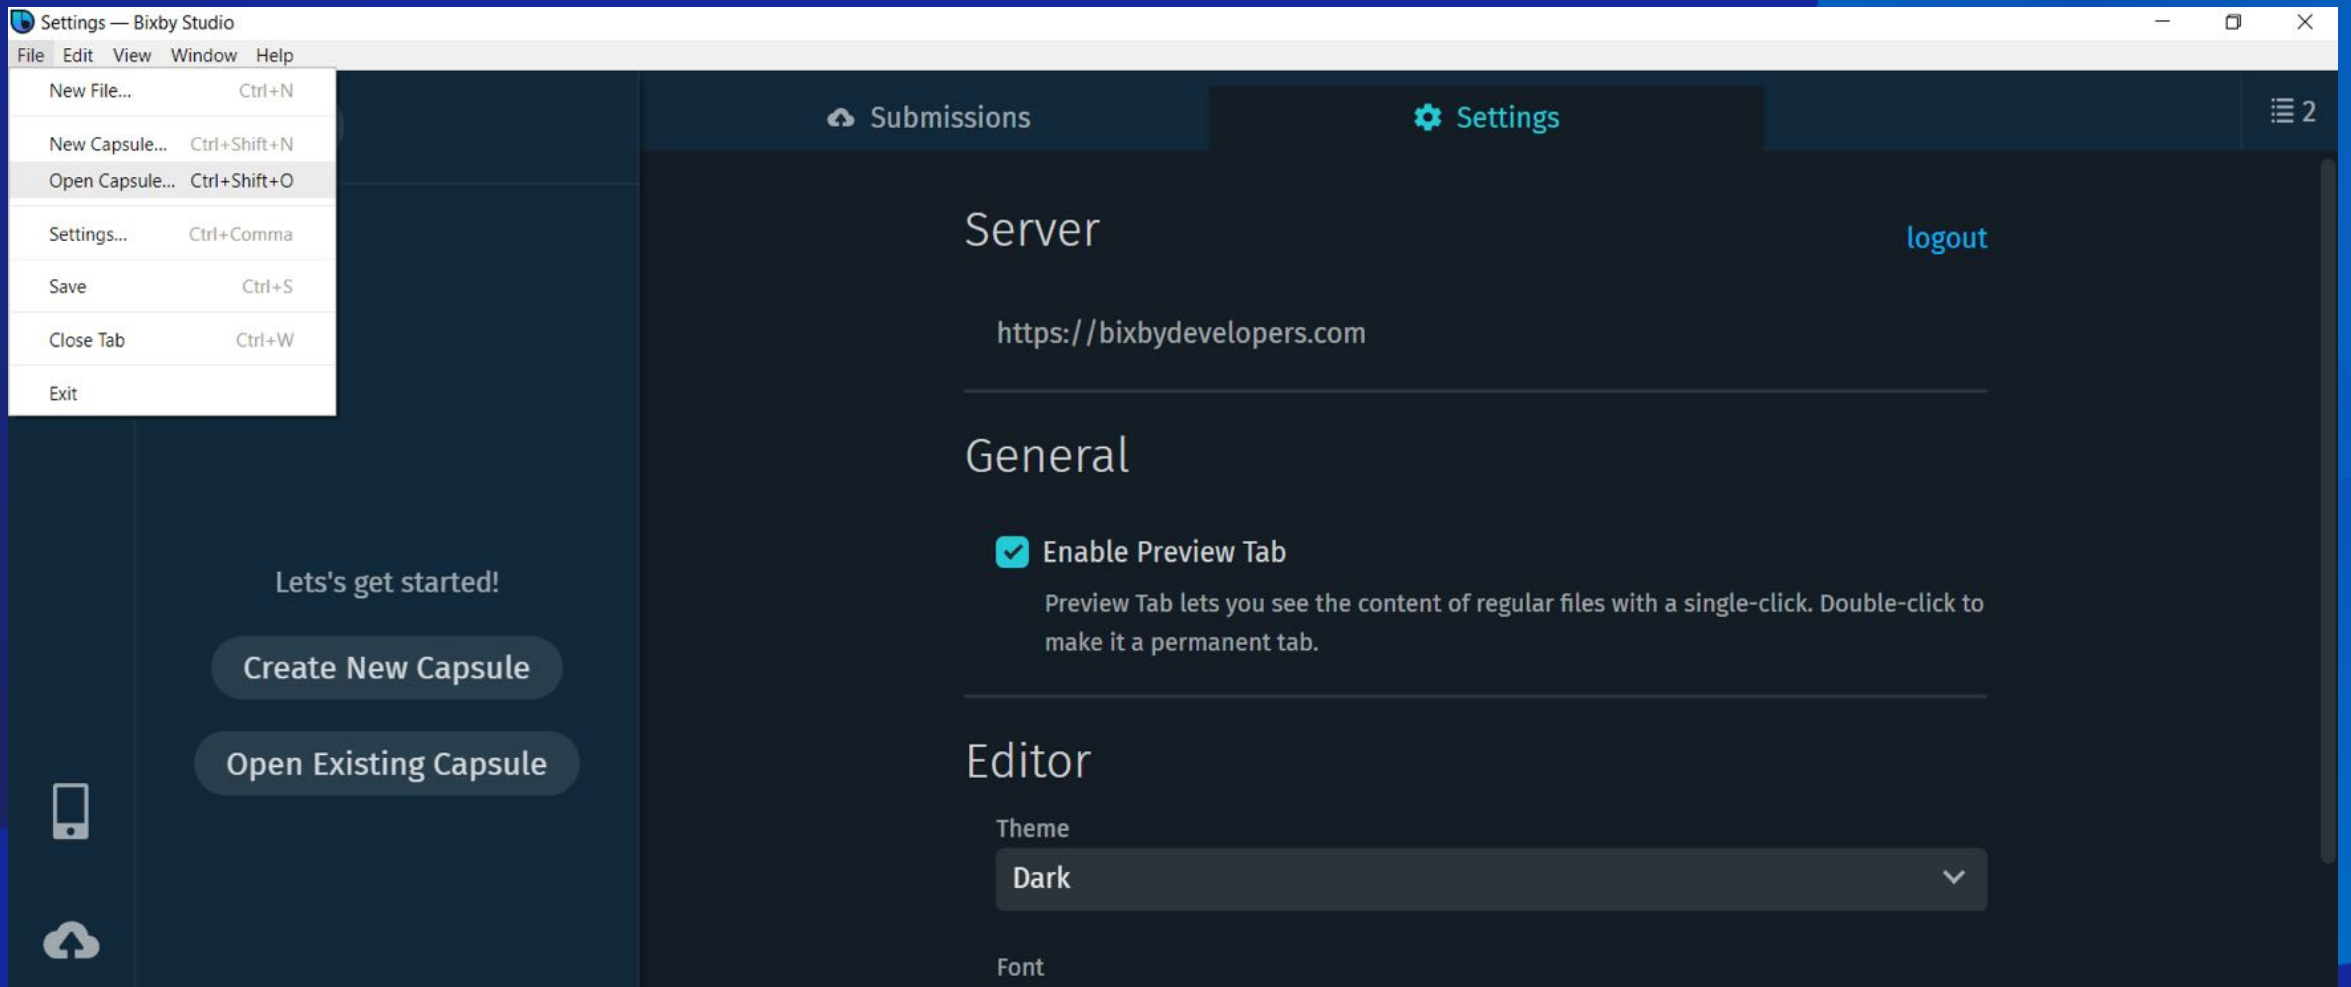 Settings — Bixby Studio
File Edit View Window Help
New File... Ctrl+N
New Capsule... Ctrl+Shift+N
Open Capsule... Ctrl+Shift+O
Settings... Ctrl+Comma
Save Ctrl+S
Close Tab Ctrl+W
Exit
Lets's get started!
Create New Capsule
Open Existing Capsule
Submissions
Settings
2
Server
logout
https://bixbydevelopers.com
General
Enable Preview Tab
Preview Tab lets you see the content of regular files with a single-click. Double-click to
make it a permanent tab.
Editor
Theme
Dark
Font